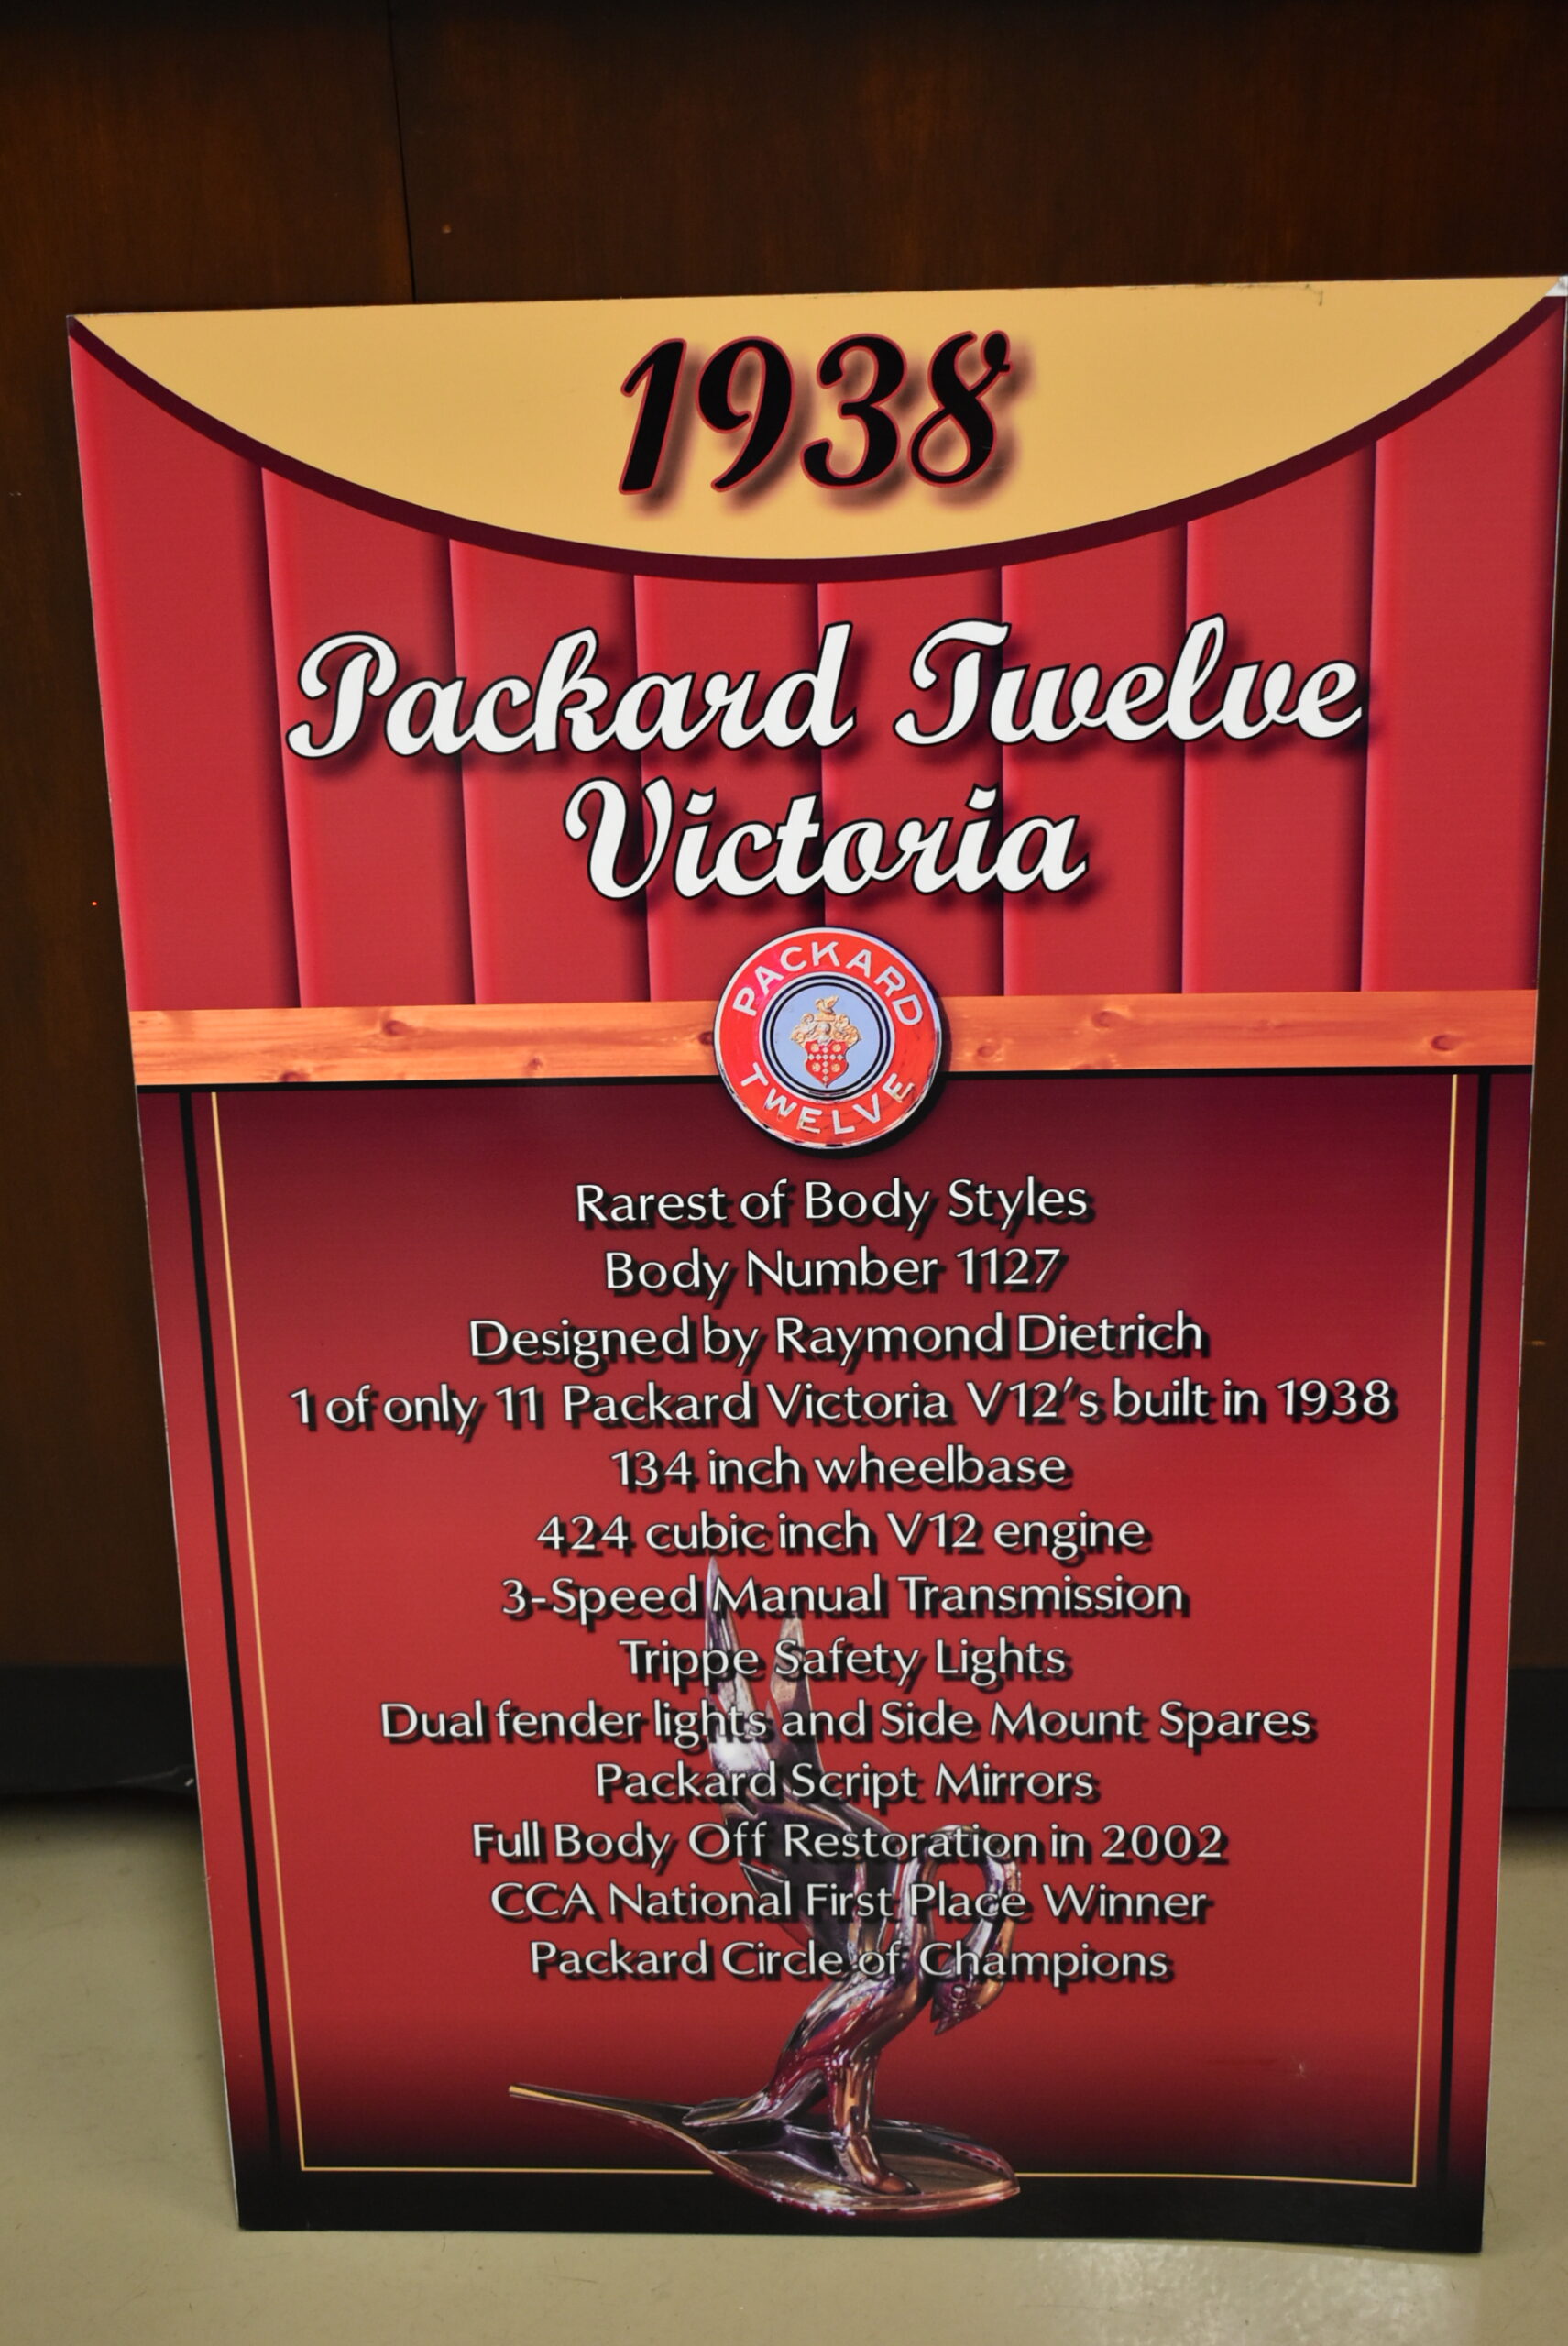 1938
Packard Twelve
Victoria
PACKARD
TWELVE
Rarest of Body Styles
Body Number 1127
Designed by Raymond Dietrich
1 of only 11 Packard Victoria V12's built in 1938
134 inch wheelbase
424 cubic inch V12 engine
3-Speed Manual Transmission
Trippe Safety Lights
Dual fender lights and Side Mount Spares
Packard Script Mirrors
Full Body Off Restoration in 2002
CCA National First Place Winner
Packard Circle of Champions